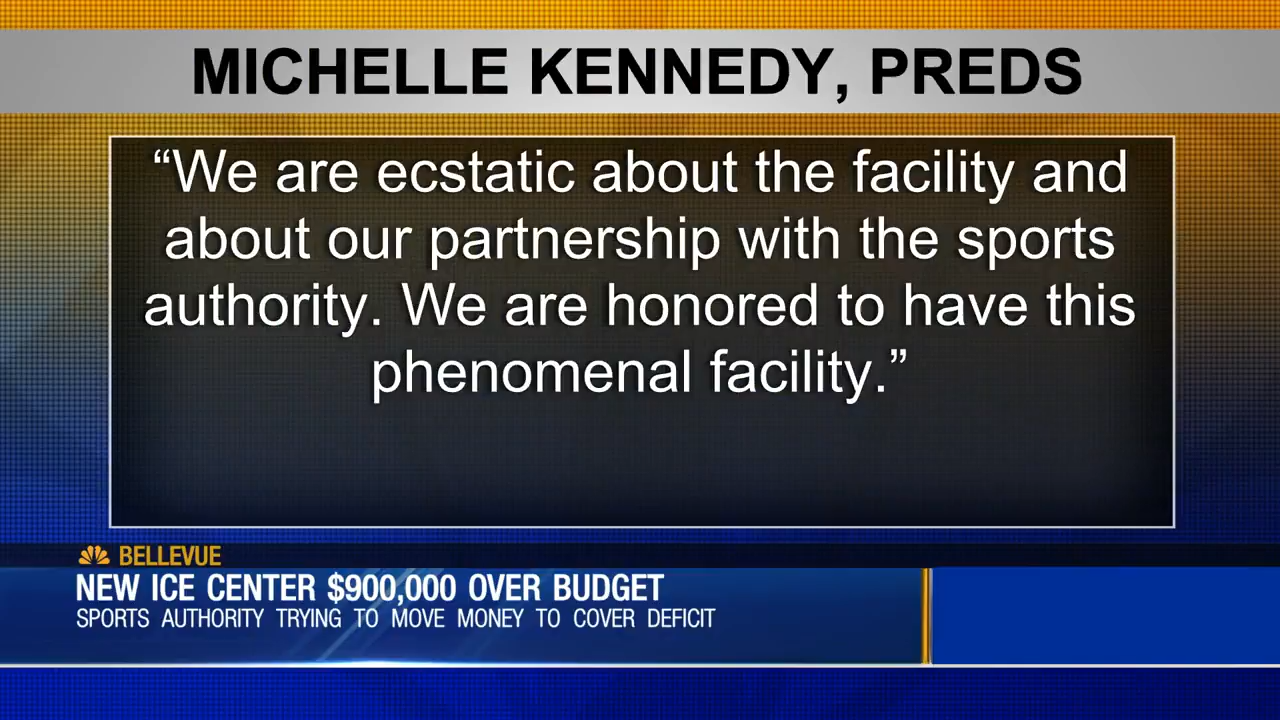 MICHELLE KENNEDY, PREDS
“We are ecstatic about the facility and
about our partnership with the sports
authority. We are honored to have this
phenomenal facility.”
BELLEVUE
NEW ICE CENTER $900,000 OVER BUDGET
SPORTS AUTHORITY TRYING TO MOVE MONEY TO COVER DEFICIT